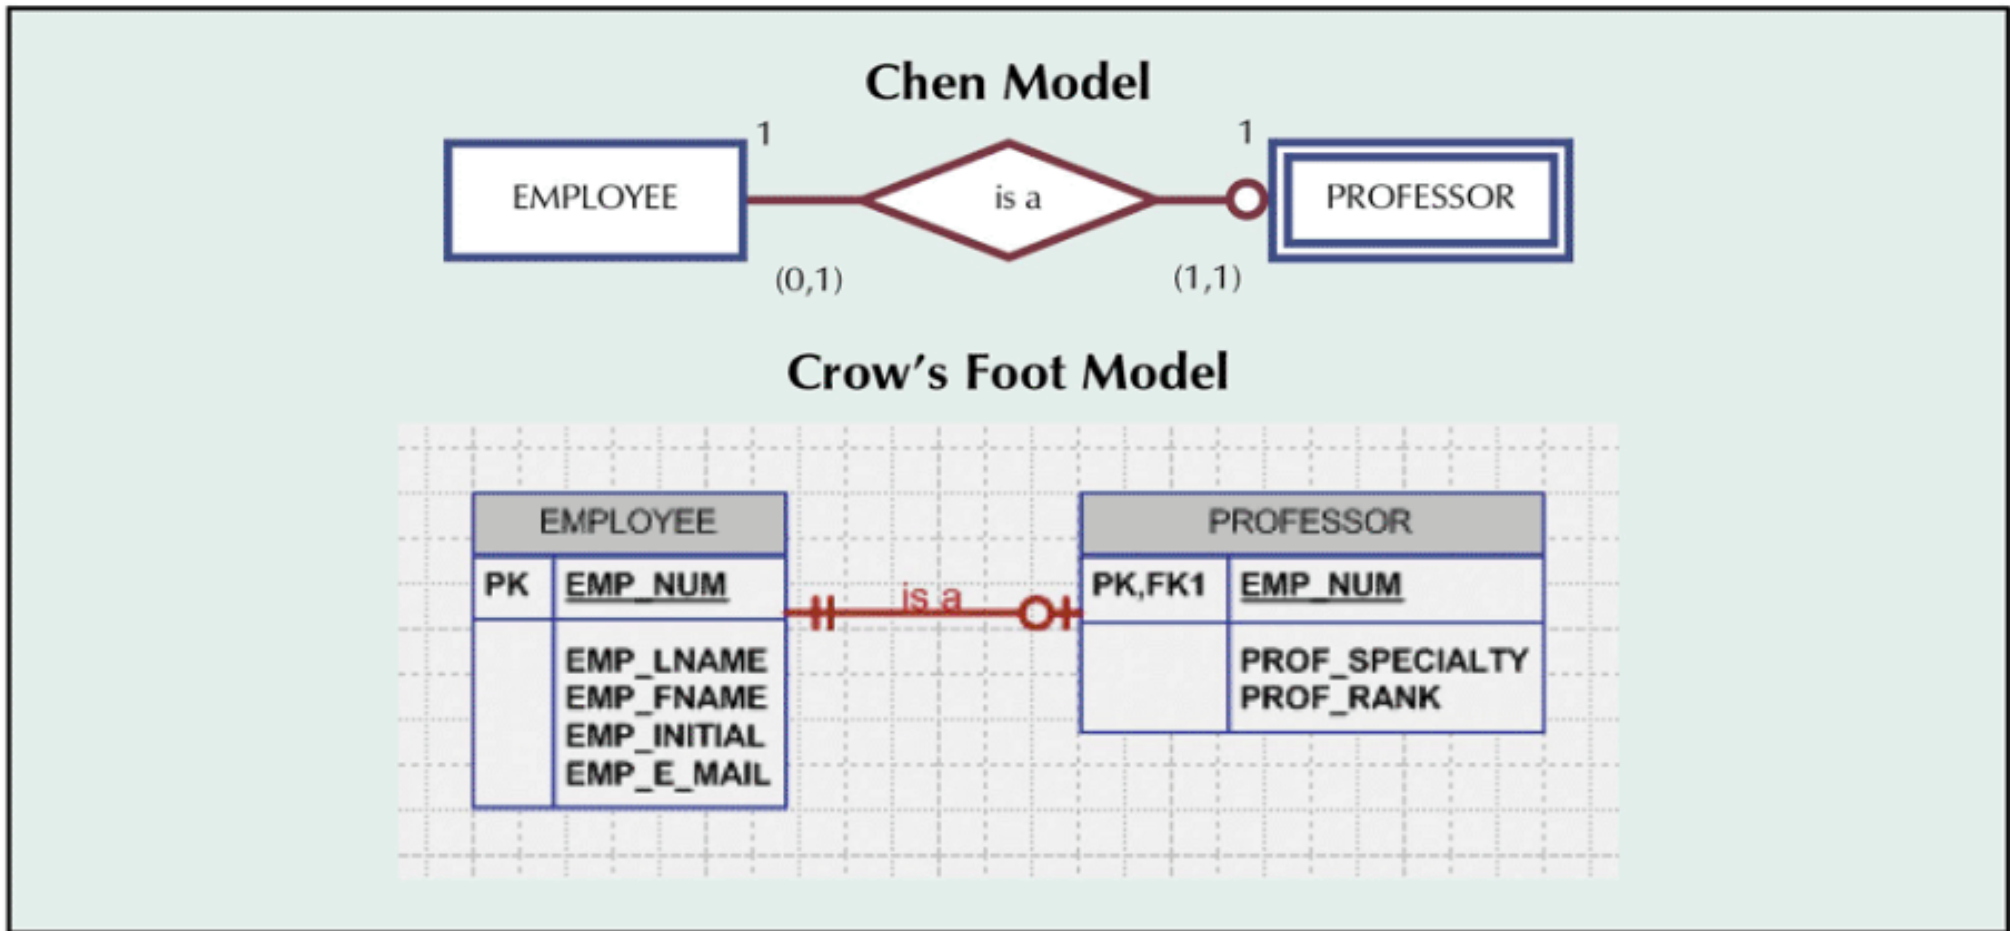 Chen Model
1 1
EMPLOYEE is a PROFESSOR
(0,1) (1,1)
Crow's Foot Model
EMPLOYEE PROFESSOR
PK EMP_NUM is a PK,FK1 EMP_NUM
EMP_LNAME PROF_SPECIALTY
EMP_FNAME PROF_RANK
EMP_INITIAL
EMP_E_MAIL